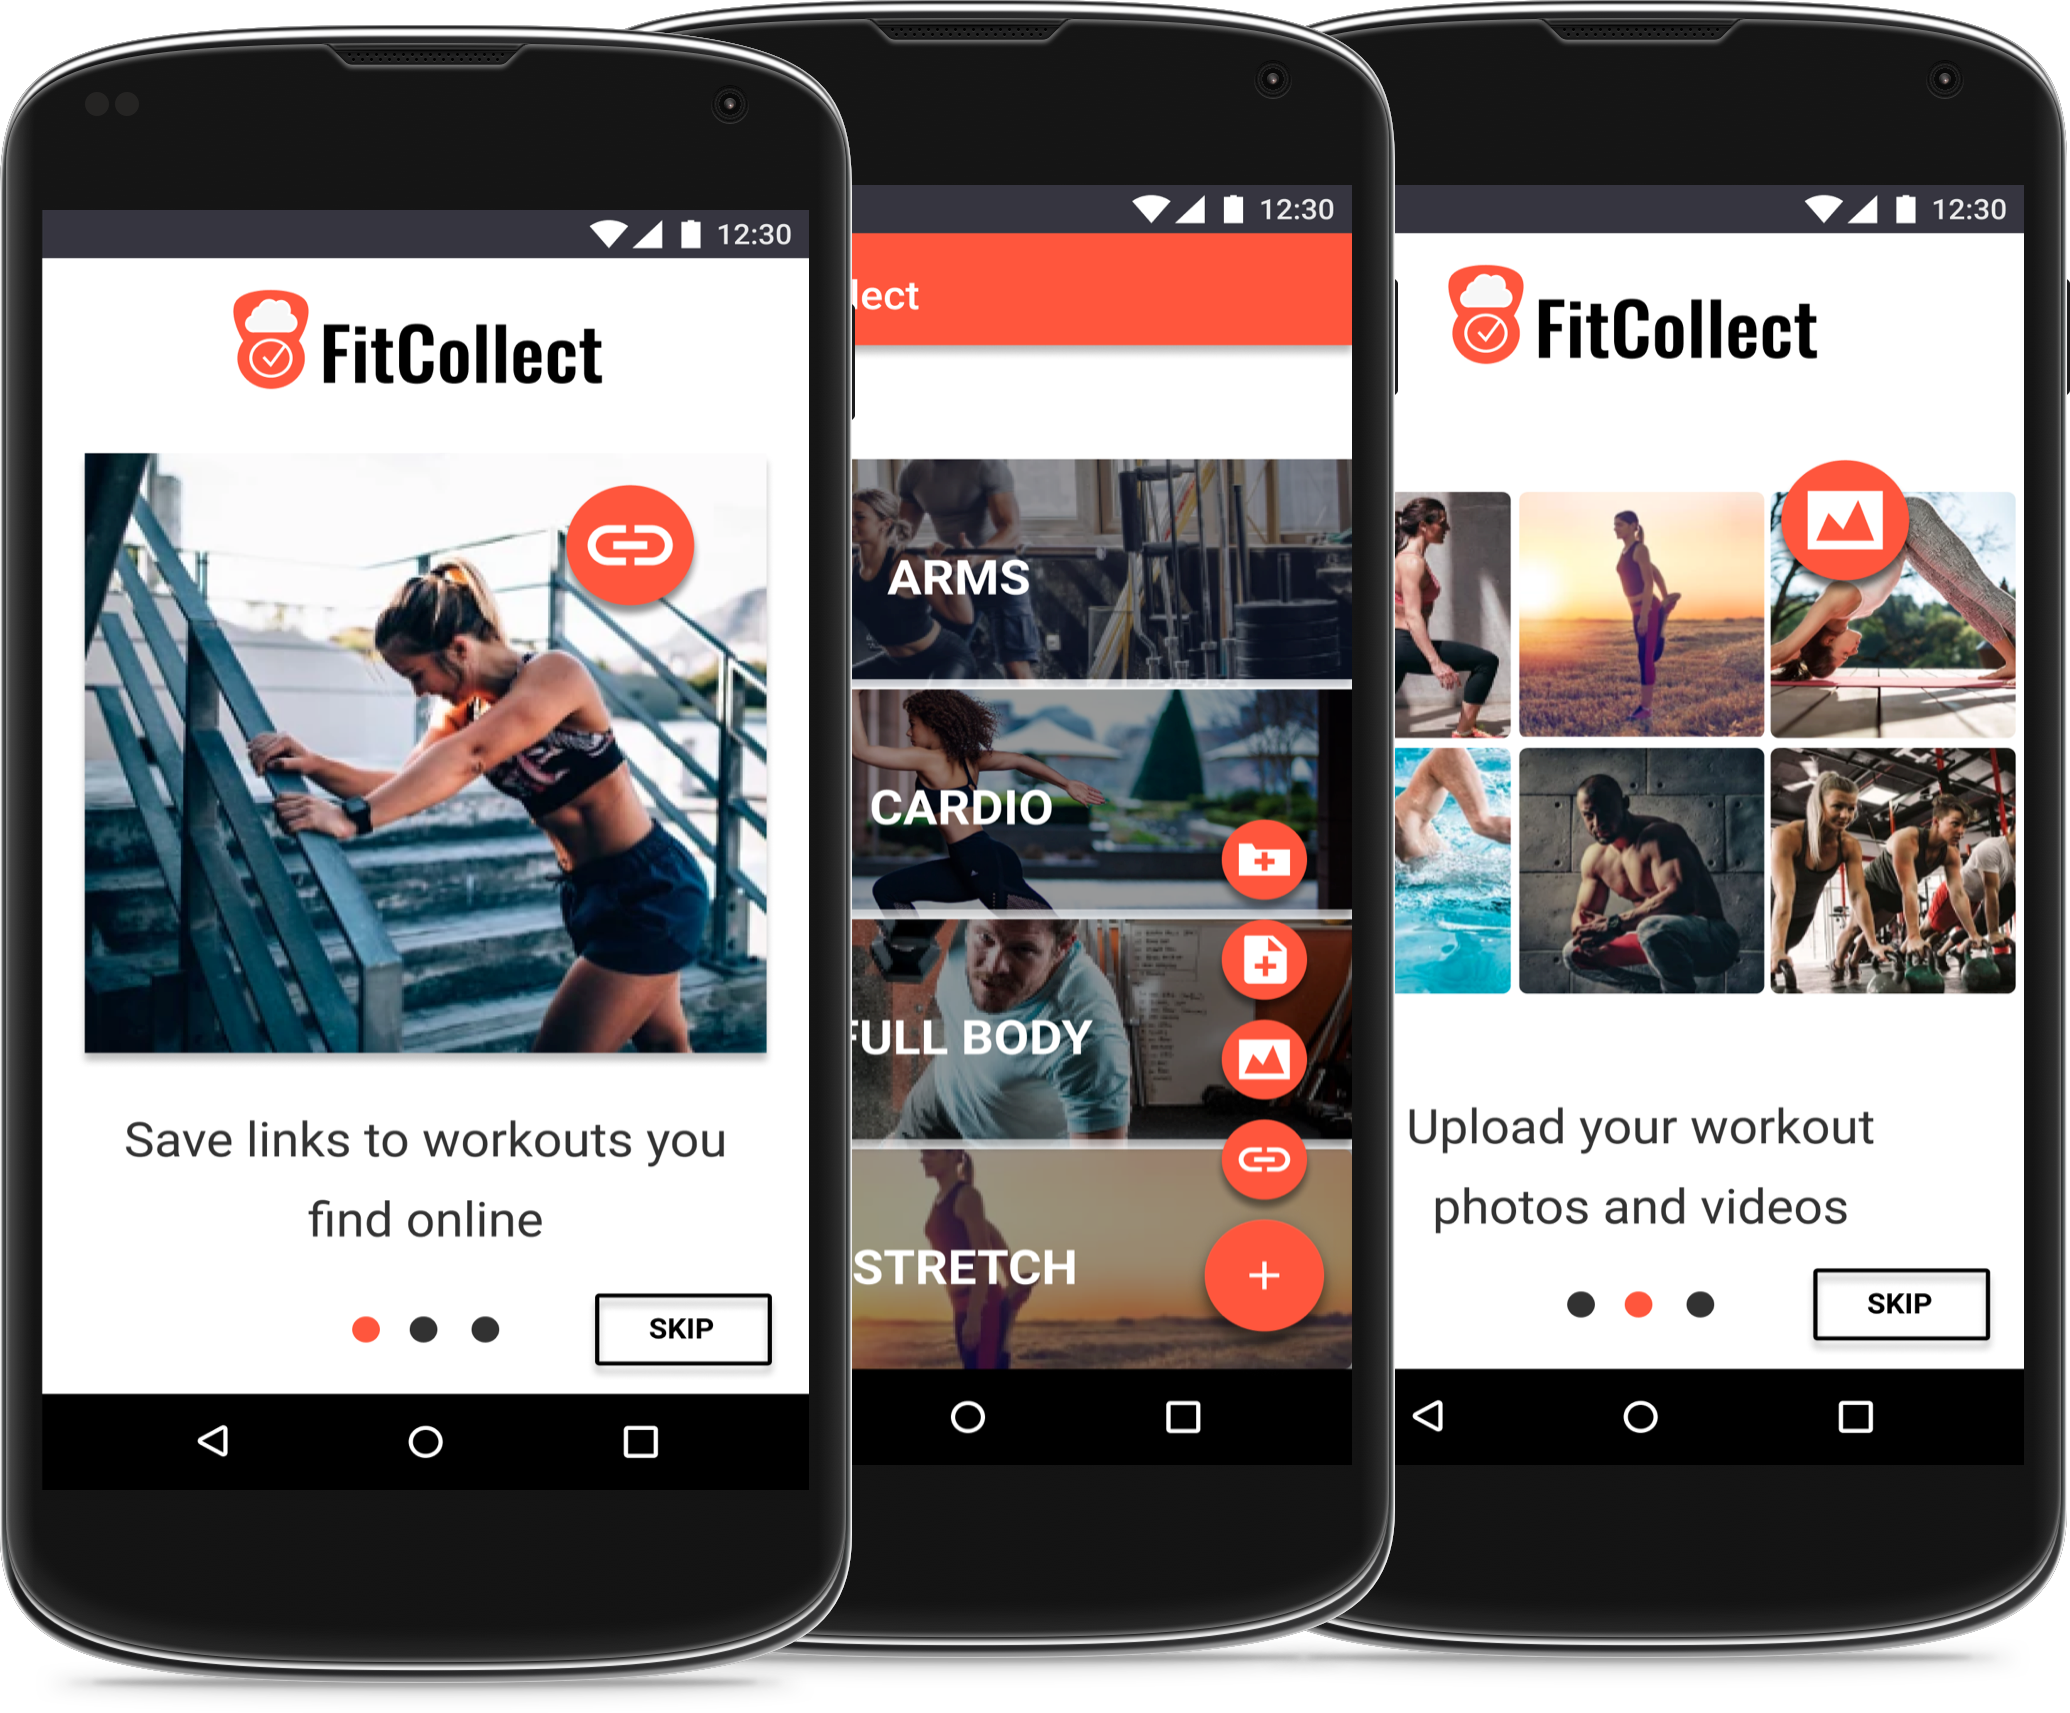 12:30
FitCollect
Save links to workouts you
find online
SKIP
12:30
lect
ARMS
CARDIO
FULL BODY
STRETCH
12:30
FitCollect
Upload your workout
photos and videos
SKIP